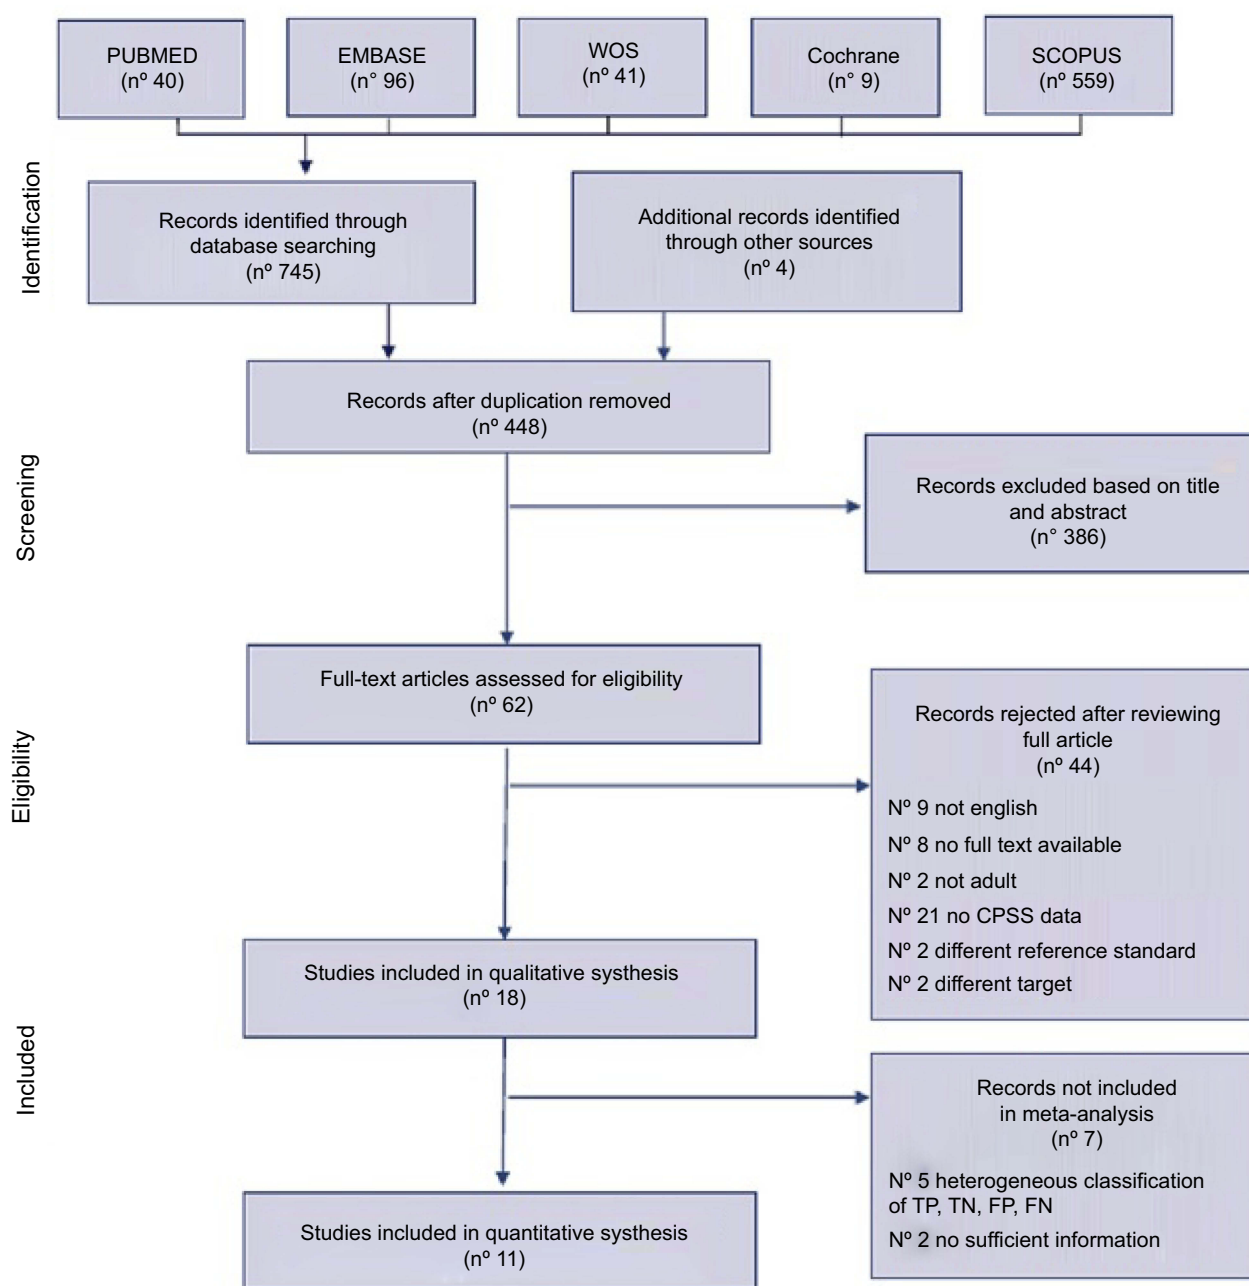 PUBMED
(nº 40)
EMBASE
(n° 96)
WOS
(nº 41)
Cochrane
(n° 9)
SCOPUS
(nº 559)
Identification
Records identified through
database searching
(nº 745)
Additional records identified
through other sources
(nº 4)
Records after duplication removed
(nº 448)
Screening
Records excluded based on title
and abstract
(n° 386)
Full-text articles assessed for eligibility
(nº 62)
Eligibility
Records rejected after reviewing
full article
(nº 44)
Nº 9 not english
Nº 8 no full text available
Nº 2 not adult
Nº 21 no CPSS data
Nº 2 different reference standard
Nº 2 different target
Studies included in qualitative systhesis
(nº 18)
Included
Records not included
in meta-analysis
(nº 7)
Nº 5 heterogeneous classification
of TP, TN, FP, FN
Nº 2 no sufficient information
Studies included in quantitative systhesis
(nº 11)